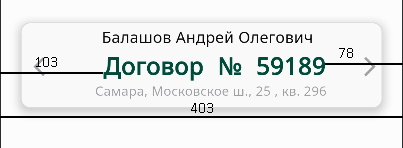 Балашов Андрей Олегович
103 Договор № 59189 78
Самара, Московское ш., 25 , кв. 296
403